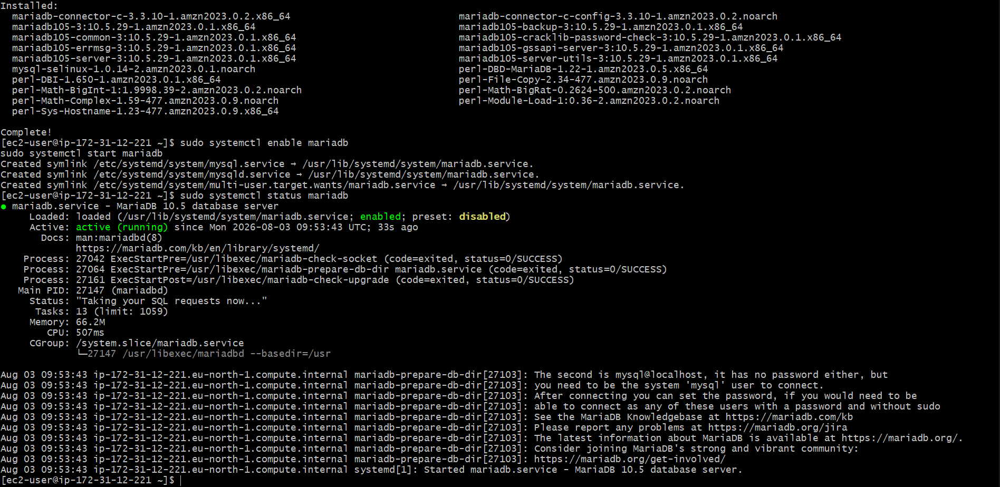 Installed:
  mariadb-connector-c-3.3.10-1.amzn2023.0.2.x86_64                             mariadb-connector-c-config-3.3.10-1.amzn2023.0.2.noarch
  mariadb105-3:10.5.29-1.amzn2023.0.1.x86_64                                   mariadb105-backup-3:10.5.29-1.amzn2023.0.1.x86_64
  mariadb105-common-3:10.5.29-1.amzn2023.0.1.x86_64                            mariadb105-cracklib-password-check-3:10.5.29-1.amzn2023.0.1.x86_64
  mariadb105-errmsg-3:10.5.29-1.amzn2023.0.1.x86_64                            mariadb105-gssapi-server-3:10.5.29-1.amzn2023.0.1.x86_64
  mariadb105-server-3:10.5.29-1.amzn2023.0.1.x86_64                            mariadb105-server-utils-3:10.5.29-1.amzn2023.0.1.x86_64
  mysql-selinux-1.0.14-2.amzn2023.0.1.noarch                                   perl-DBD-MariaDB-1.22-1.amzn2023.0.5.x86_64
  perl-DBI-1.650-1.amzn2023.0.1.x86_64                                         perl-File-Copy-2.34-477.amzn2023.0.9.noarch
  perl-Math-BigInt-1:1.9998.39-2.amzn2023.0.2.noarch                           perl-Math-BigRat-0.2624-500.amzn2023.0.2.noarch
  perl-Math-Complex-1.59-477.amzn2023.0.9.noarch                               perl-Module-Load-1:0.36-2.amzn2023.0.2.noarch
  perl-Sys-Hostname-1.23-477.amzn2023.0.9.x86_64

Complete!
[ec2-user@ip-172-31-12-221 ~]$ sudo systemctl enable mariadb
sudo systemctl start mariadb
Created symlink /etc/systemd/system/mysql.service → /usr/lib/systemd/system/mariadb.service.
Created symlink /etc/systemd/system/mysqld.service → /usr/lib/systemd/system/mariadb.service.
Created symlink /etc/systemd/system/multi-user.target.wants/mariadb.service → /usr/lib/systemd/system/mariadb.service.
[ec2-user@ip-172-31-12-221 ~]$ sudo systemctl status mariadb
● mariadb.service - MariaDB 10.5 database server
     Loaded: loaded (/usr/lib/systemd/system/mariadb.service; enabled; preset: disabled)
     Active: active (running) since Mon 2026-08-03 09:53:43 UTC; 33s ago
       Docs: man:mariadbd(8)
             https://mariadb.com/kb/en/library/systemd/
    Process: 27042 ExecStartPre=/usr/libexec/mariadb-check-socket (code=exited, status=0/SUCCESS)
    Process: 27064 ExecStartPre=/usr/libexec/mariadb-prepare-db-dir mariadb.service (code=exited, status=0/SUCCESS)
    Process: 27161 ExecStartPost=/usr/libexec/mariadb-check-upgrade (code=exited, status=0/SUCCESS)
   Main PID: 27147 (mariadbd)
     Status: "Taking your SQL requests now..."
      Tasks: 13 (limit: 1059)
     Memory: 66.2M
        CPU: 507ms
     CGroup: /system.slice/mariadb.service
             └─27147 /usr/libexec/mariadbd --basedir=/usr

Aug 03 09:53:43 ip-172-31-12-221.eu-north-1.compute.internal mariadb-prepare-db-dir[27103]: The second is mysql@localhost, it has no password either, but
Aug 03 09:53:43 ip-172-31-12-221.eu-north-1.compute.internal mariadb-prepare-db-dir[27103]: you need to be the system 'mysql' user to connect.
Aug 03 09:53:43 ip-172-31-12-221.eu-north-1.compute.internal mariadb-prepare-db-dir[27103]: After connecting you can set the password, if you would need to be
Aug 03 09:53:43 ip-172-31-12-221.eu-north-1.compute.internal mariadb-prepare-db-dir[27103]: able to connect as any of these users with a password and without sudo
Aug 03 09:53:43 ip-172-31-12-221.eu-north-1.compute.internal mariadb-prepare-db-dir[27103]: See the MariaDB Knowledgebase at https://mariadb.com/kb
Aug 03 09:53:43 ip-172-31-12-221.eu-north-1.compute.internal mariadb-prepare-db-dir[27103]: Please report any problems at https://mariadb.org/jira
Aug 03 09:53:43 ip-172-31-12-221.eu-north-1.compute.internal mariadb-prepare-db-dir[27103]: The latest information about MariaDB is available at https://mariadb.org/.
Aug 03 09:53:43 ip-172-31-12-221.eu-north-1.compute.internal mariadb-prepare-db-dir[27103]: Consider joining MariaDB's strong and vibrant community:
Aug 03 09:53:43 ip-172-31-12-221.eu-north-1.compute.internal mariadb-prepare-db-dir[27103]: https://mariadb.org/get-involved/
Aug 03 09:53:43 ip-172-31-12-221.eu-north-1.compute.internal systemd[1]: Started mariadb.service - MariaDB 10.5 database server.
[ec2-user@ip-172-31-12-221 ~]$